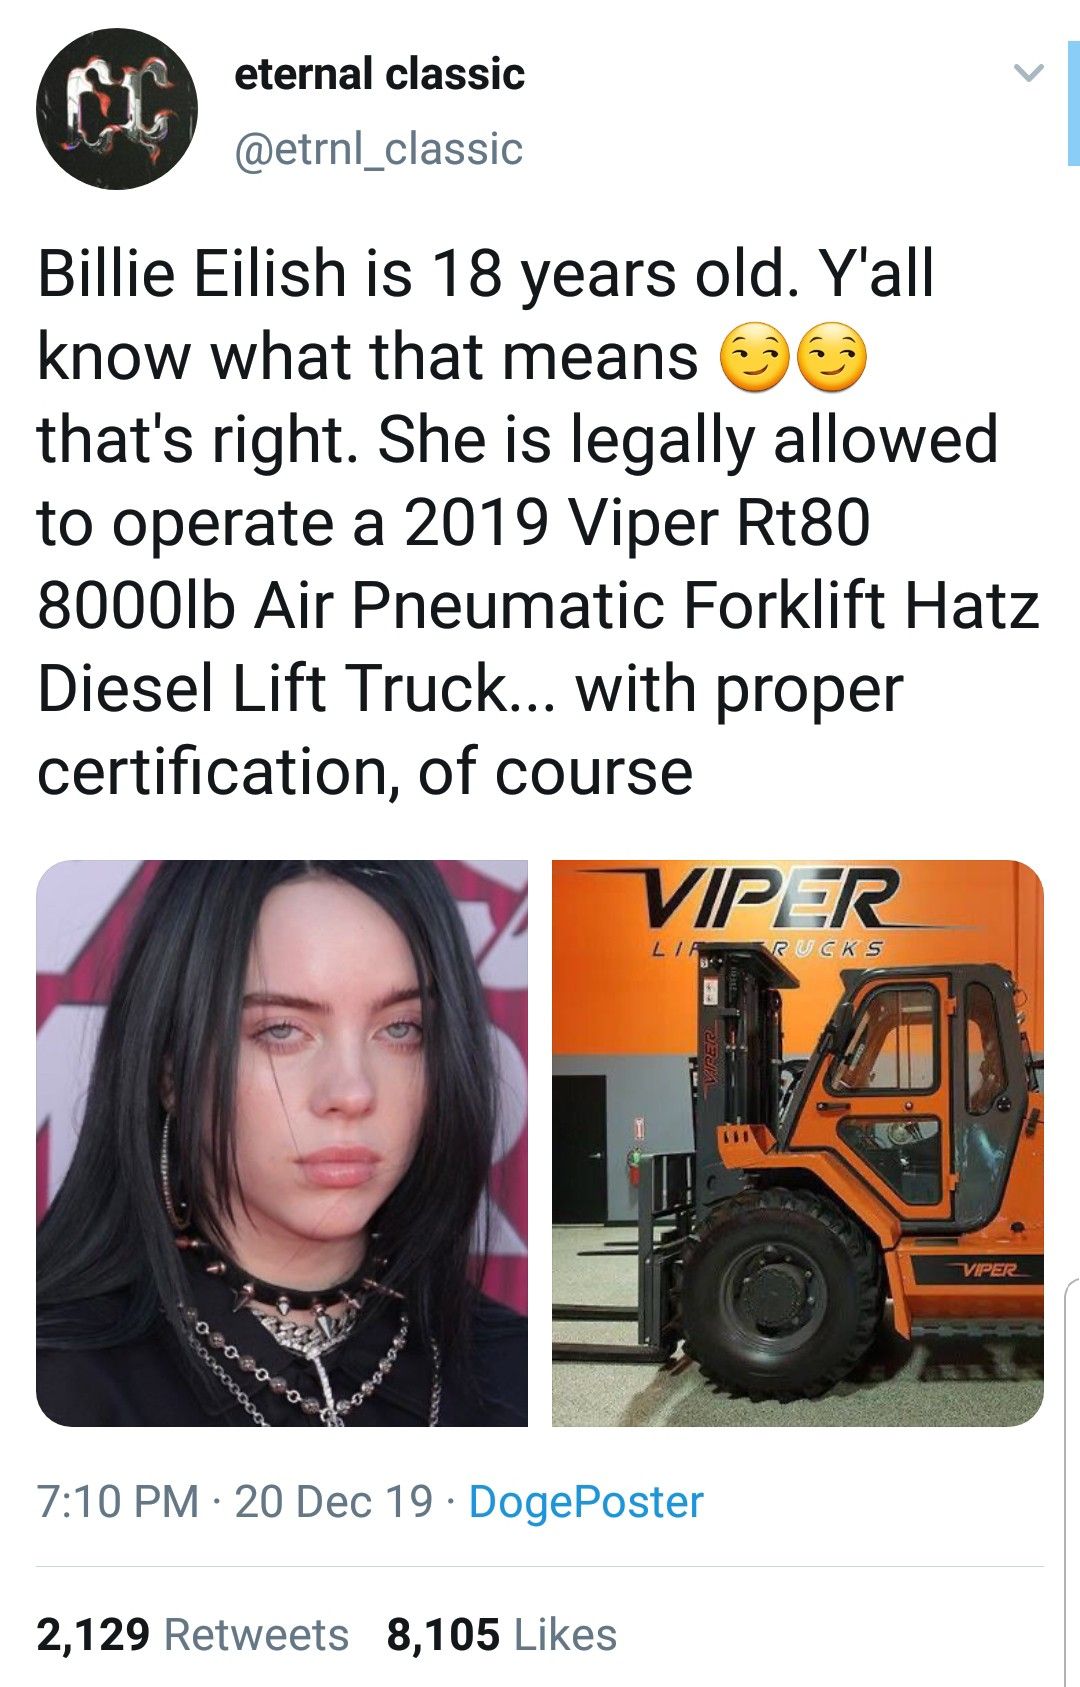 eternal classic
@etrnl_classic
Billie Eilish is 18 years old. Y'all
know what that means 😏😏
that's right. She is legally allowed
to operate a 2019 Viper Rt80
8000lb Air Pneumatic Forklift Hatz
Diesel Lift Truck... with proper
certification, of course
VIPER
VIPER
VIPER
7:10 PM · 20 Dec 19 · DogePoster
2,129 Retweets 8,105 Likes